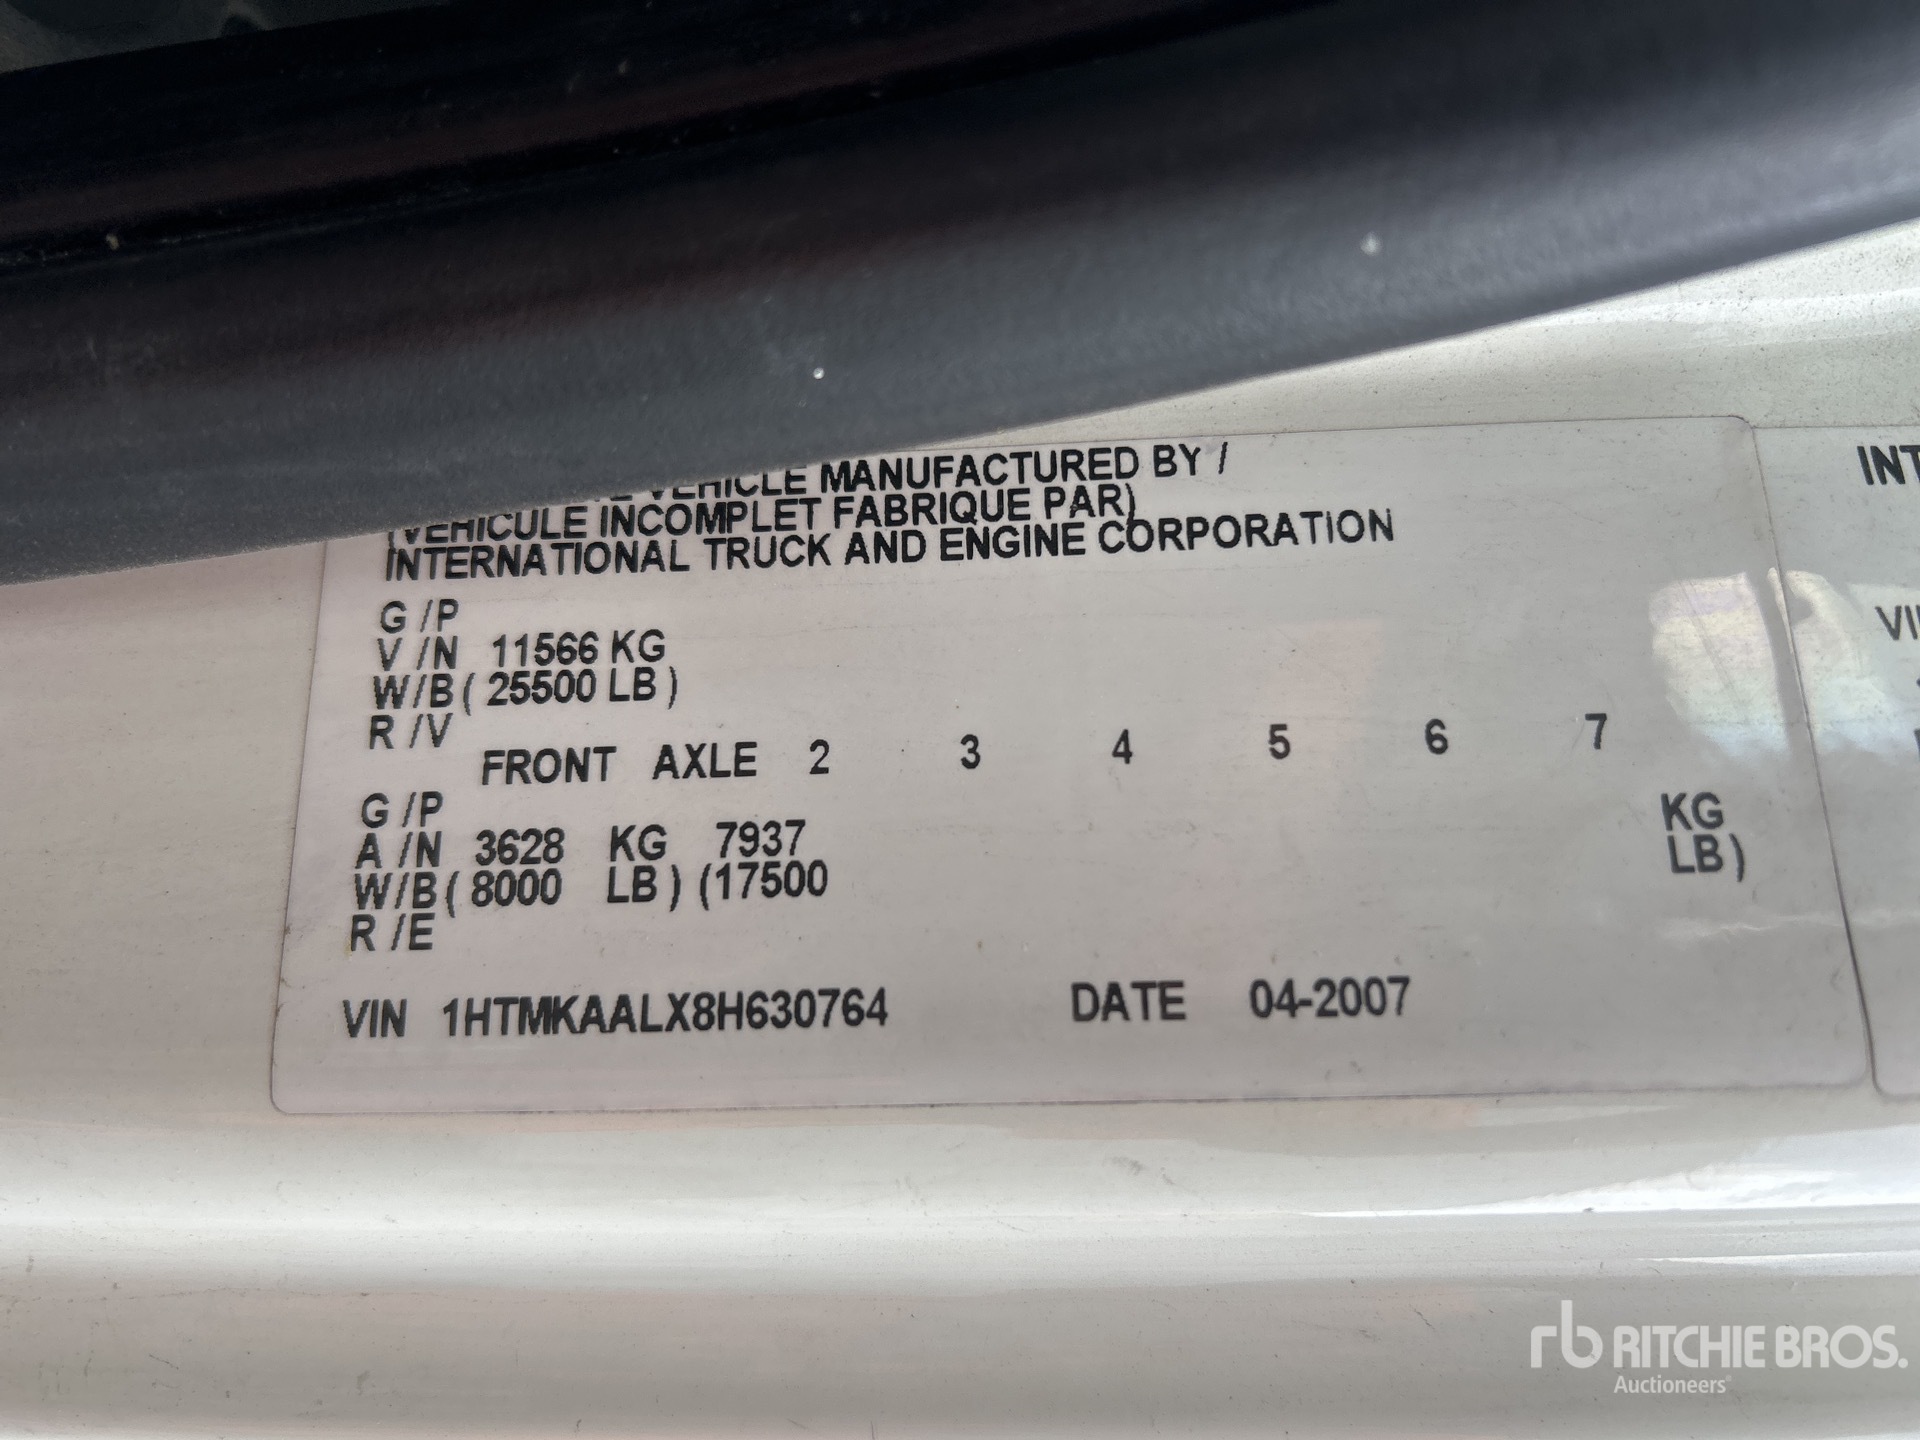 VEHICLE MANUFACTURED BY /
(VEHICULE INCOMPLET FABRIQUE PAR)
INTERNATIONAL TRUCK AND ENGINE CORPORATION
G /P
V /N 11566 KG
W/B ( 25500 LB )
R /V
FRONT AXLE 2 3 4 5 6 7
G /P
A /N 3628 KG 7937 KG
W/B ( 8000 LB ) (17500 LB )
R /E
VIN 1HTMKAALX8H630764 DATE 04-2007
INT
VI
rb RITCHIE BROS.
Auctioneers